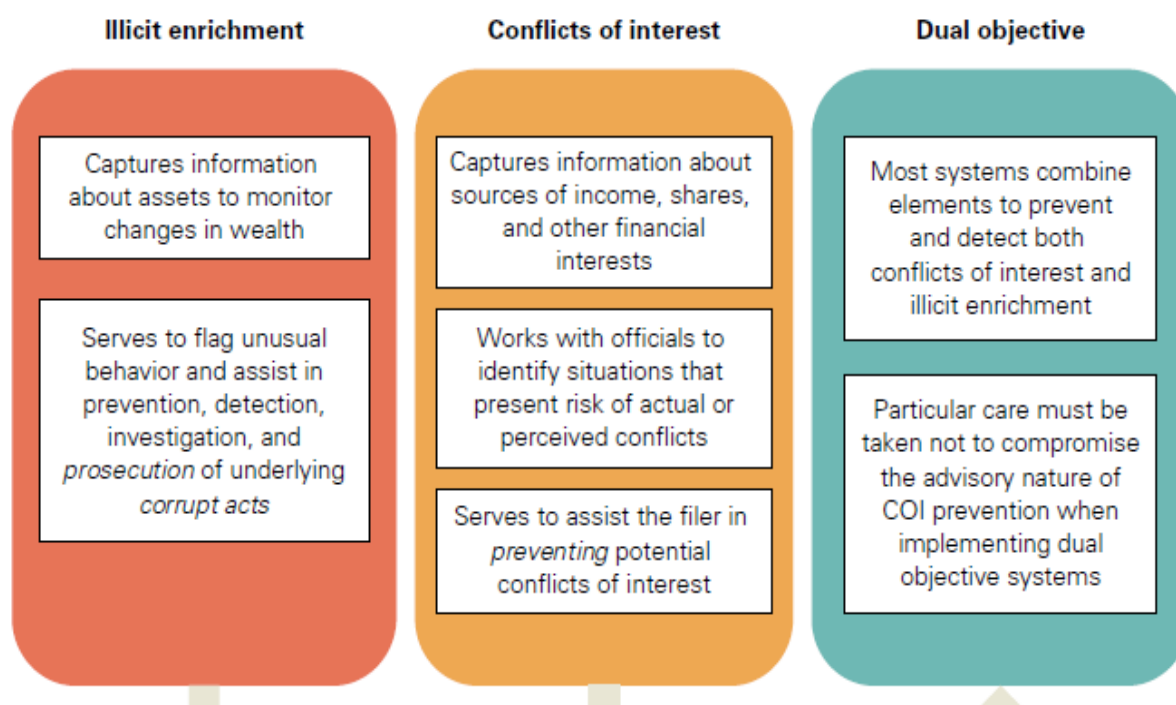 Illicit enrichment
Captures information
about assets to monitor
changes in wealth
Serves to flag unusual
behavior and assist in
prevention, detection,
investigation, and
prosecution of underlying
corrupt acts
Conflicts of interest
Captures information about
sources of income, shares,
and other financial
interests
Works with officials to
identify situations that
present risk of actual or
perceived conflicts
Serves to assist the filer in
preventing potential
conflicts of interest
Dual objective
Most systems combine
elements to prevent
and detect both
conflicts of interest and
illicit enrichment
Particular care must be
taken not to compromise
the advisory nature of
COI prevention when
implementing dual
objective systems